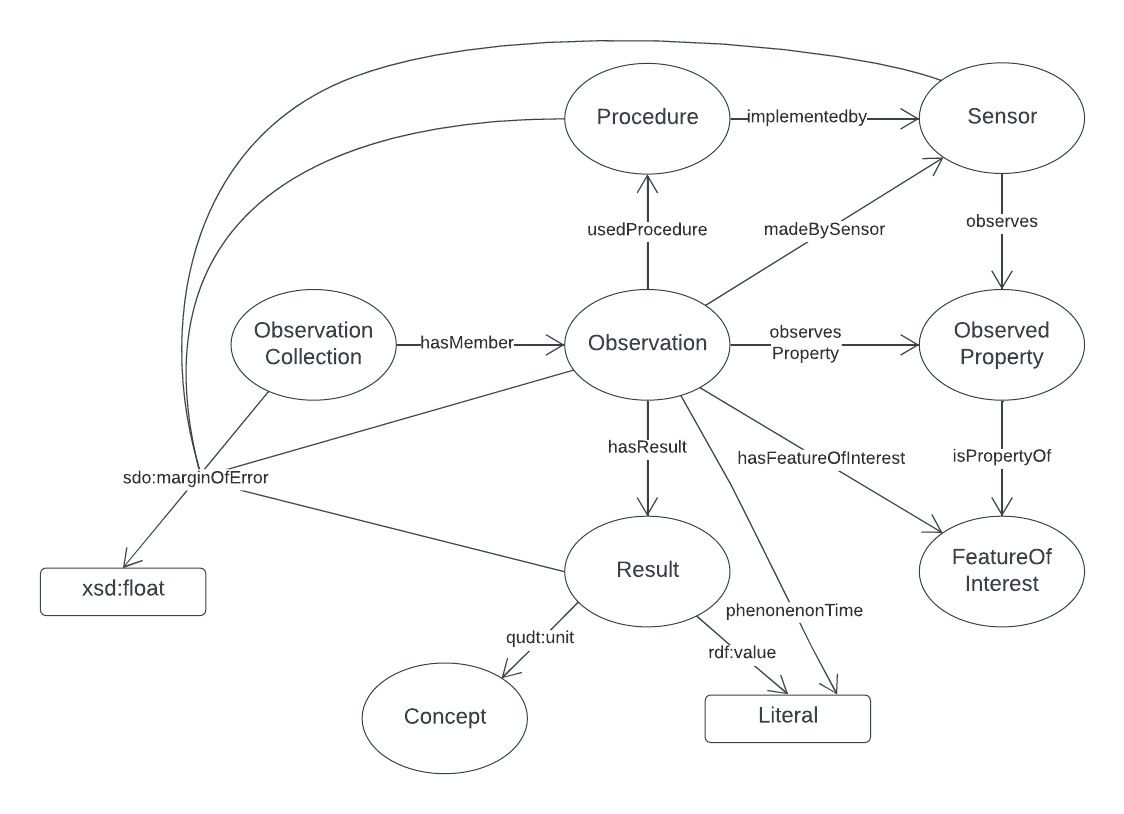 Procedure
implementedby
Sensor
usedProcedure
madeBySensor
observes
Observation
Collection
hasMember
Observation
observes
Property
Observed
Property
hasResult
hasFeatureOfInterest
isPropertyOf
sdo:marginOfError
xsd:float
Result
FeatureOf
Interest
phenonenonTime
qudt:unit
rdf:value
Concept
Literal